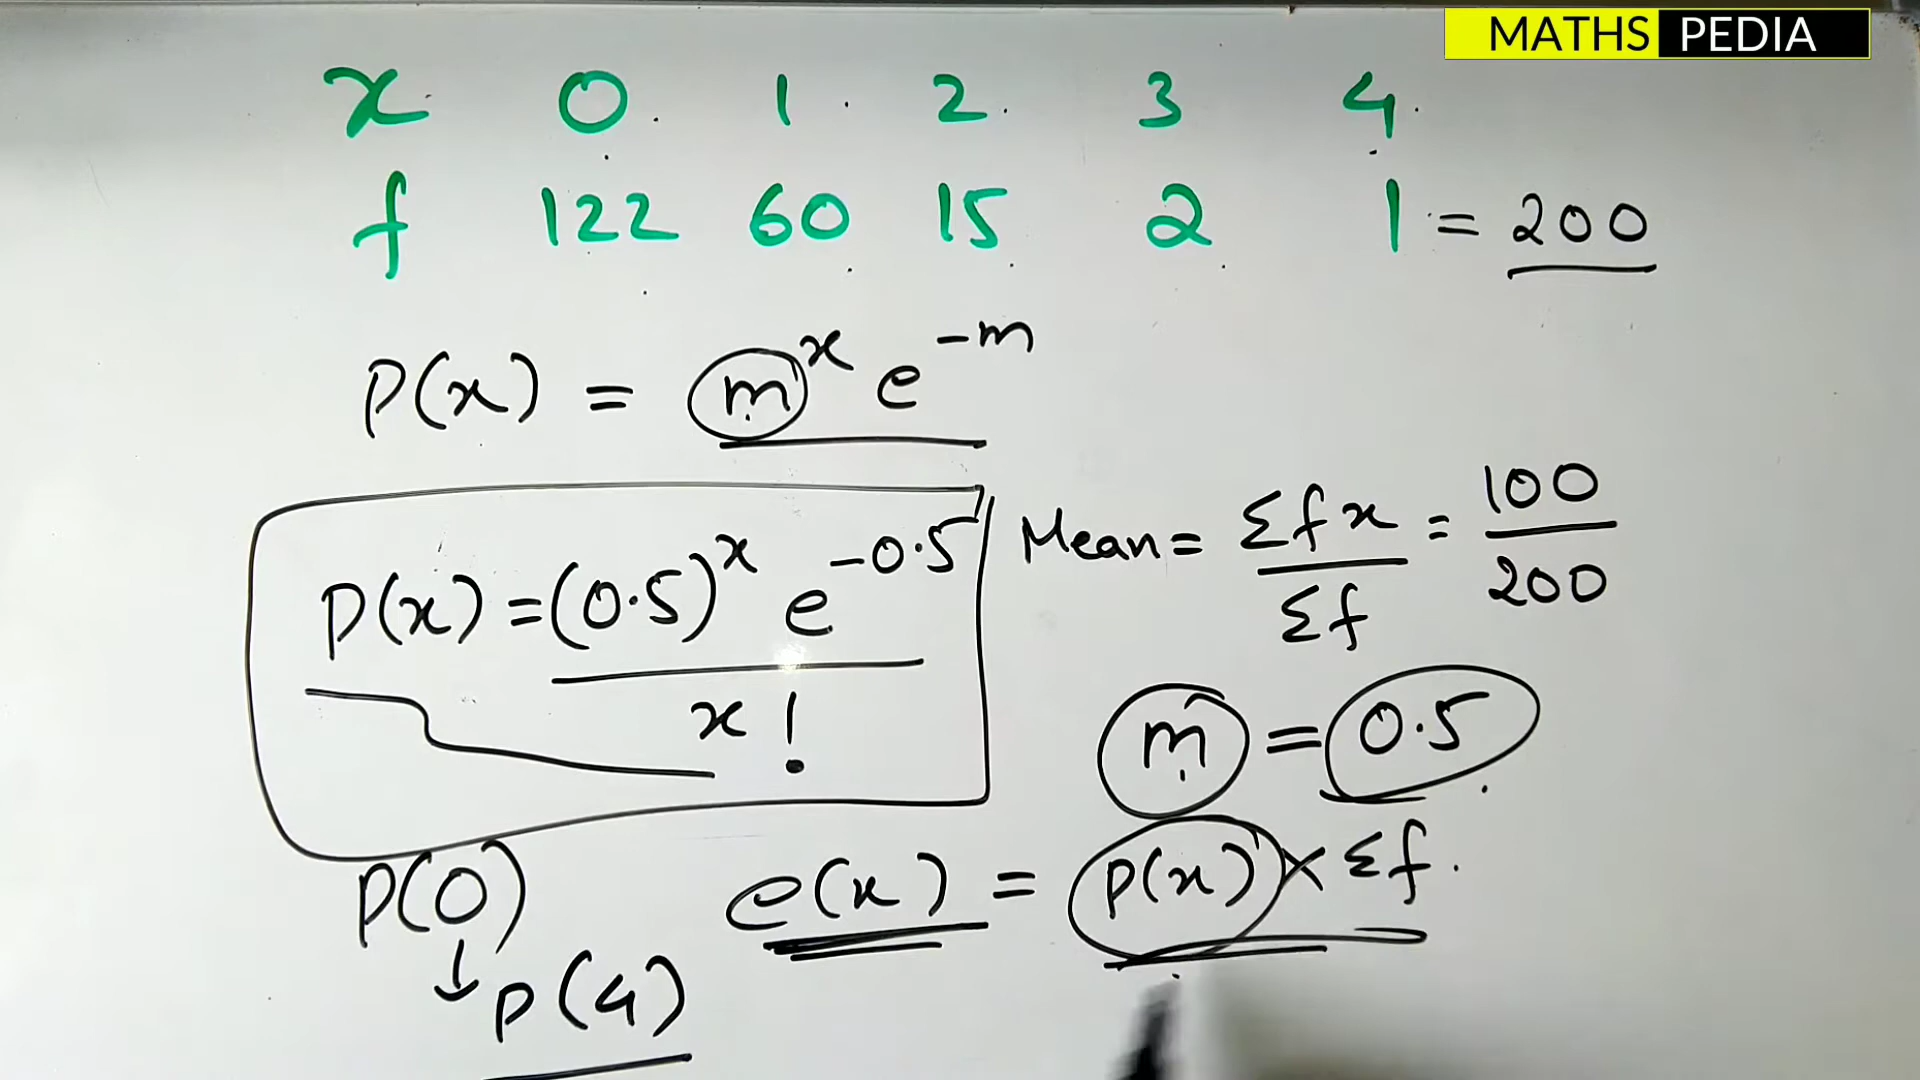 MATHS PEDIA
x 0 1 2 3 4
f 122 60 15 2 1 = 200
P(x) = m^x e^-m
P(x) = (0.5)^x e^-0.5
x!
Mean = Σfx / Σf = 100 / 200
m = 0.5
P(0)
↓ P(4)
e(x) = P(x) × Σf.